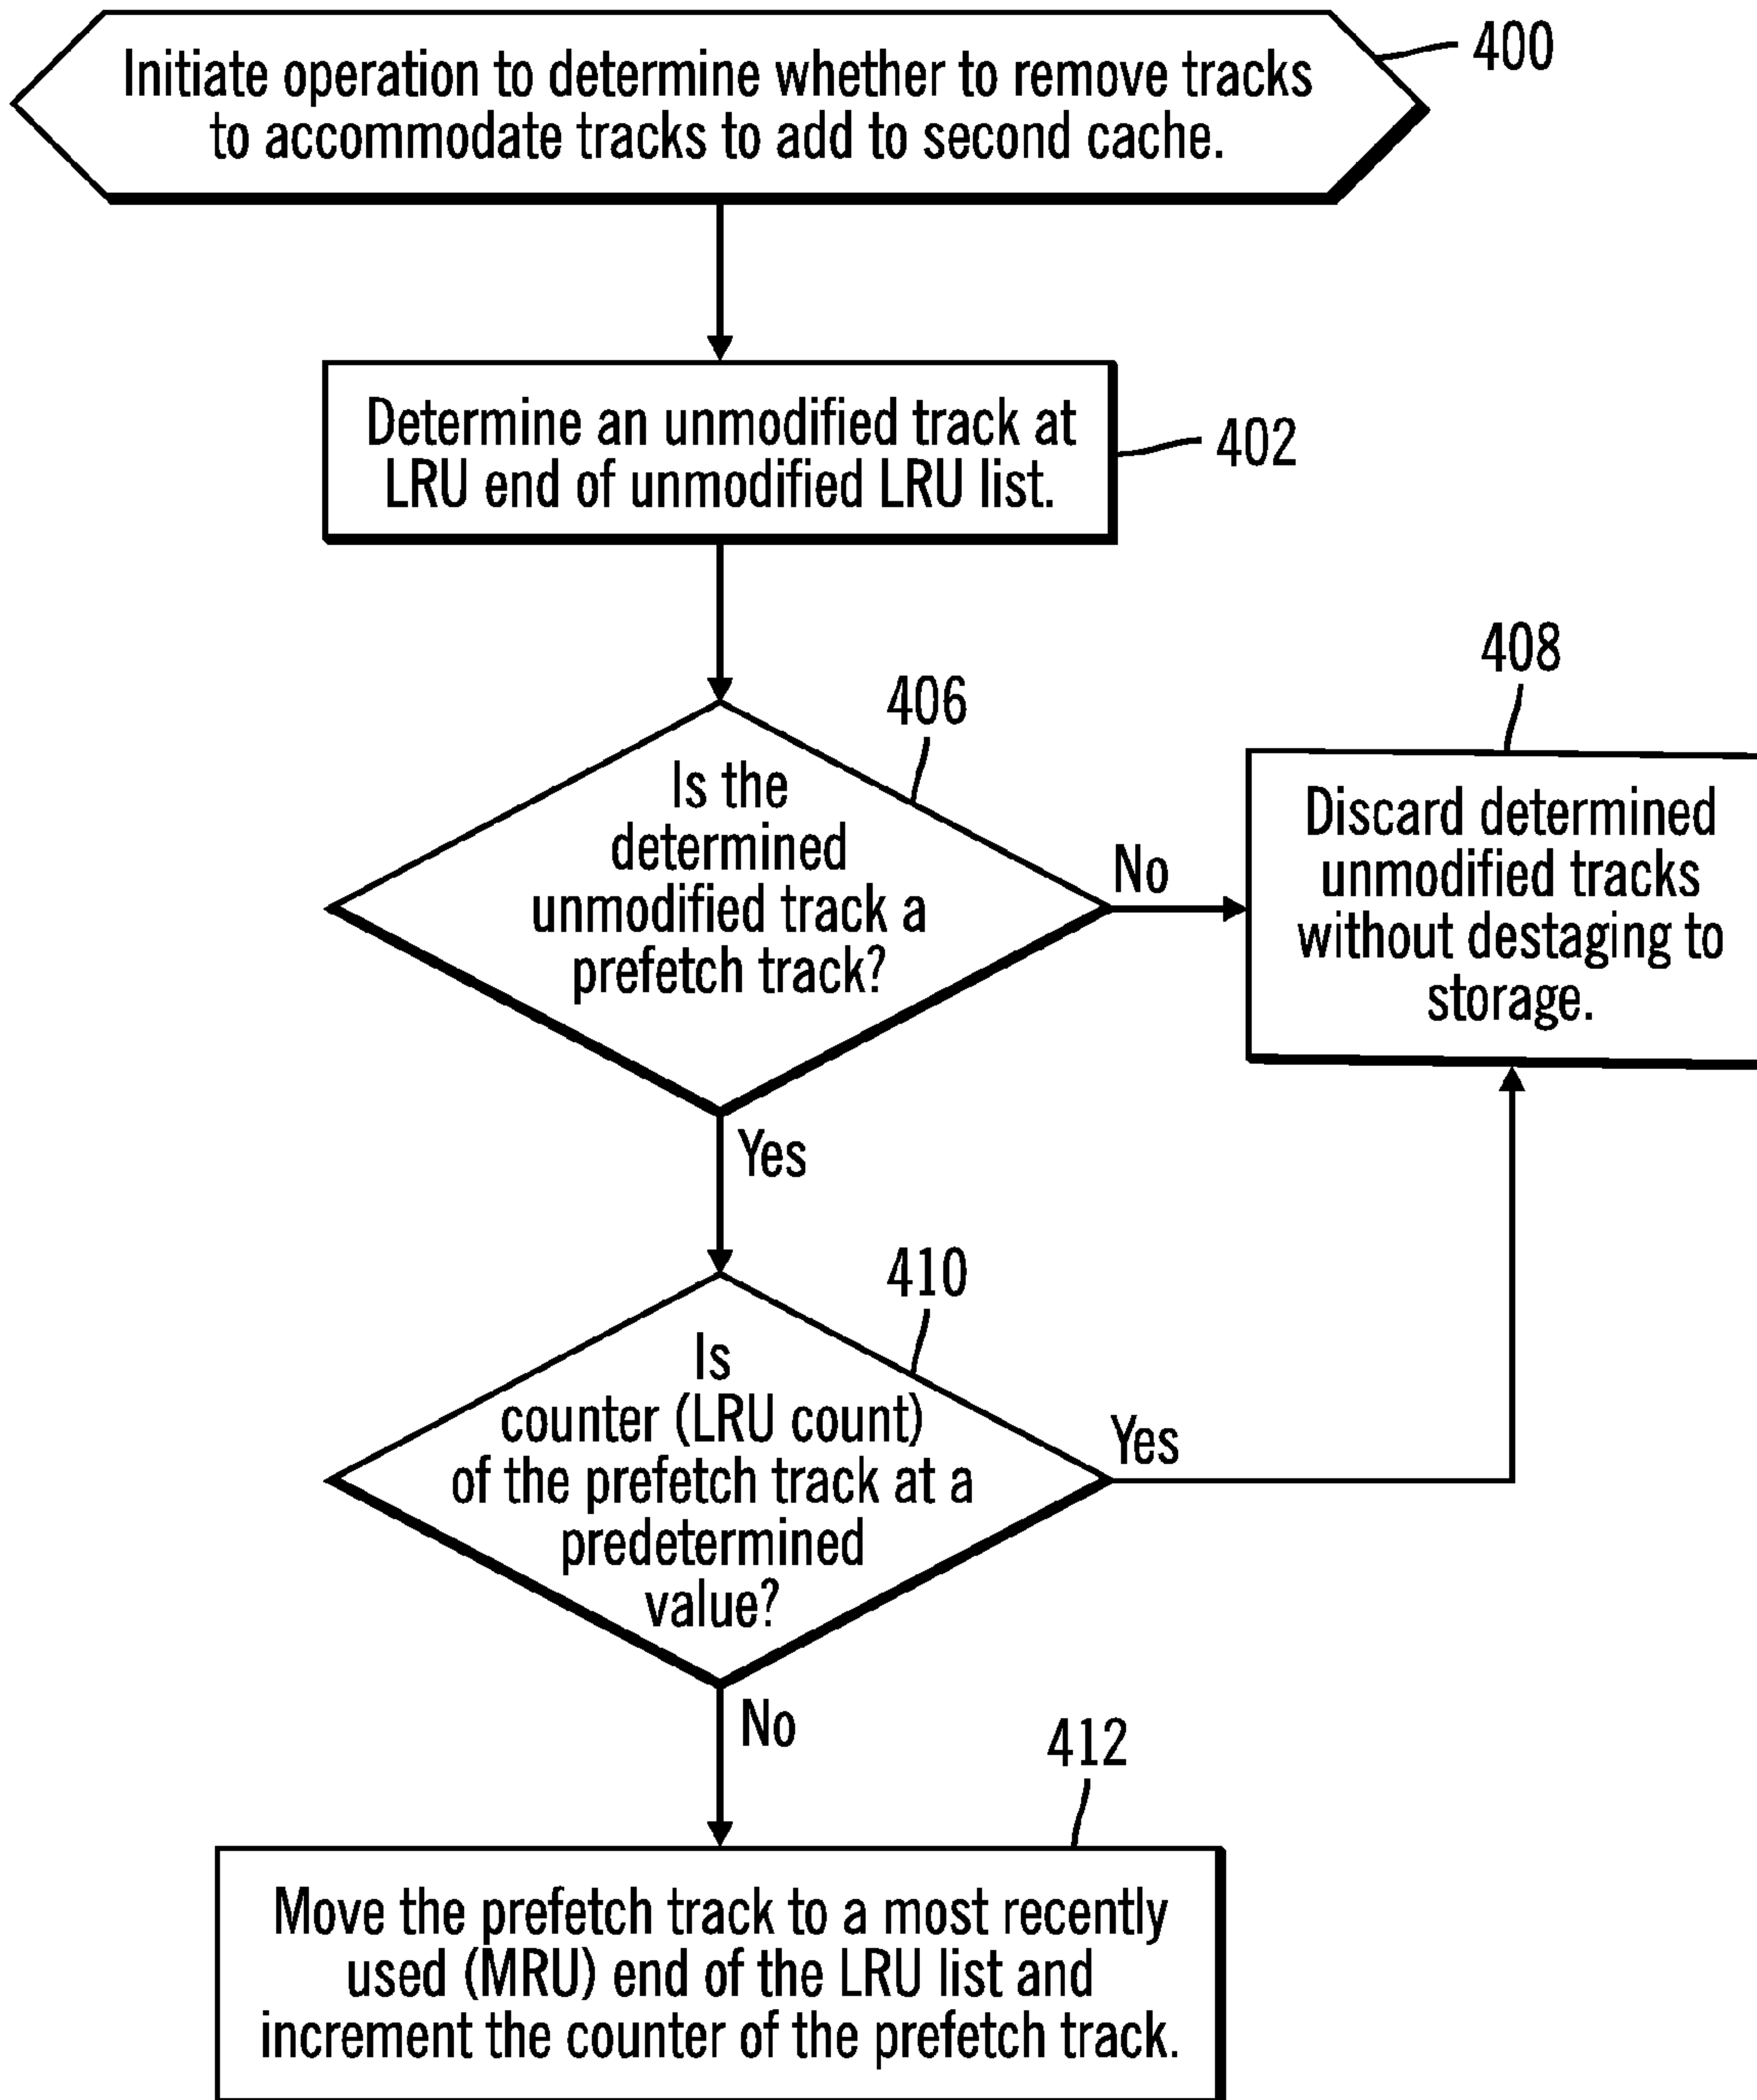 Initiate operation to determine whether to remove tracks
to accommodate tracks to add to second cache.
400
Determine an unmodified track at
LRU end of unmodified LRU list.
402
406
Is the
determined
unmodified track a
prefetch track?
No
Yes
408
Discard determined
unmodified tracks
without destaging to
storage.
410
Is
counter (LRU count)
of the prefetch track at a
predetermined
value?
Yes
No
412
Move the prefetch track to a most recently
used (MRU) end of the LRU list and
increment the counter of the prefetch track.